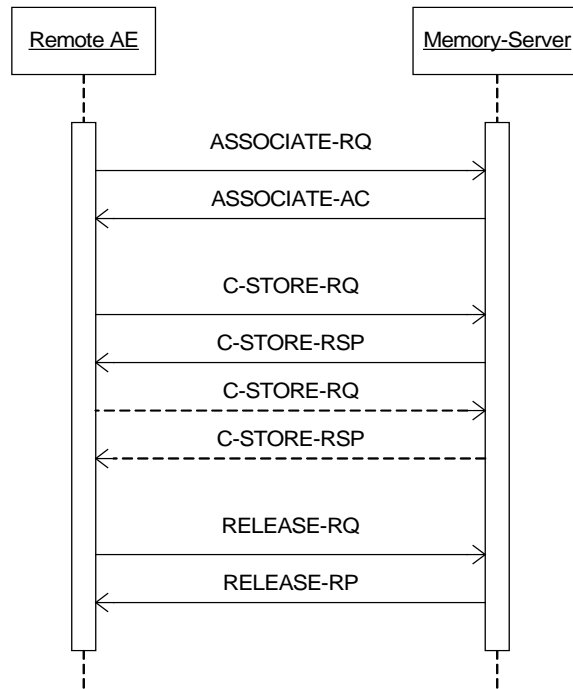 Remote AE
Memory-Server
ASSOCIATE-RQ
ASSOCIATE-AC
C-STORE-RQ
C-STORE-RSP
C-STORE-RQ
C-STORE-RSP
RELEASE-RQ
RELEASE-RP